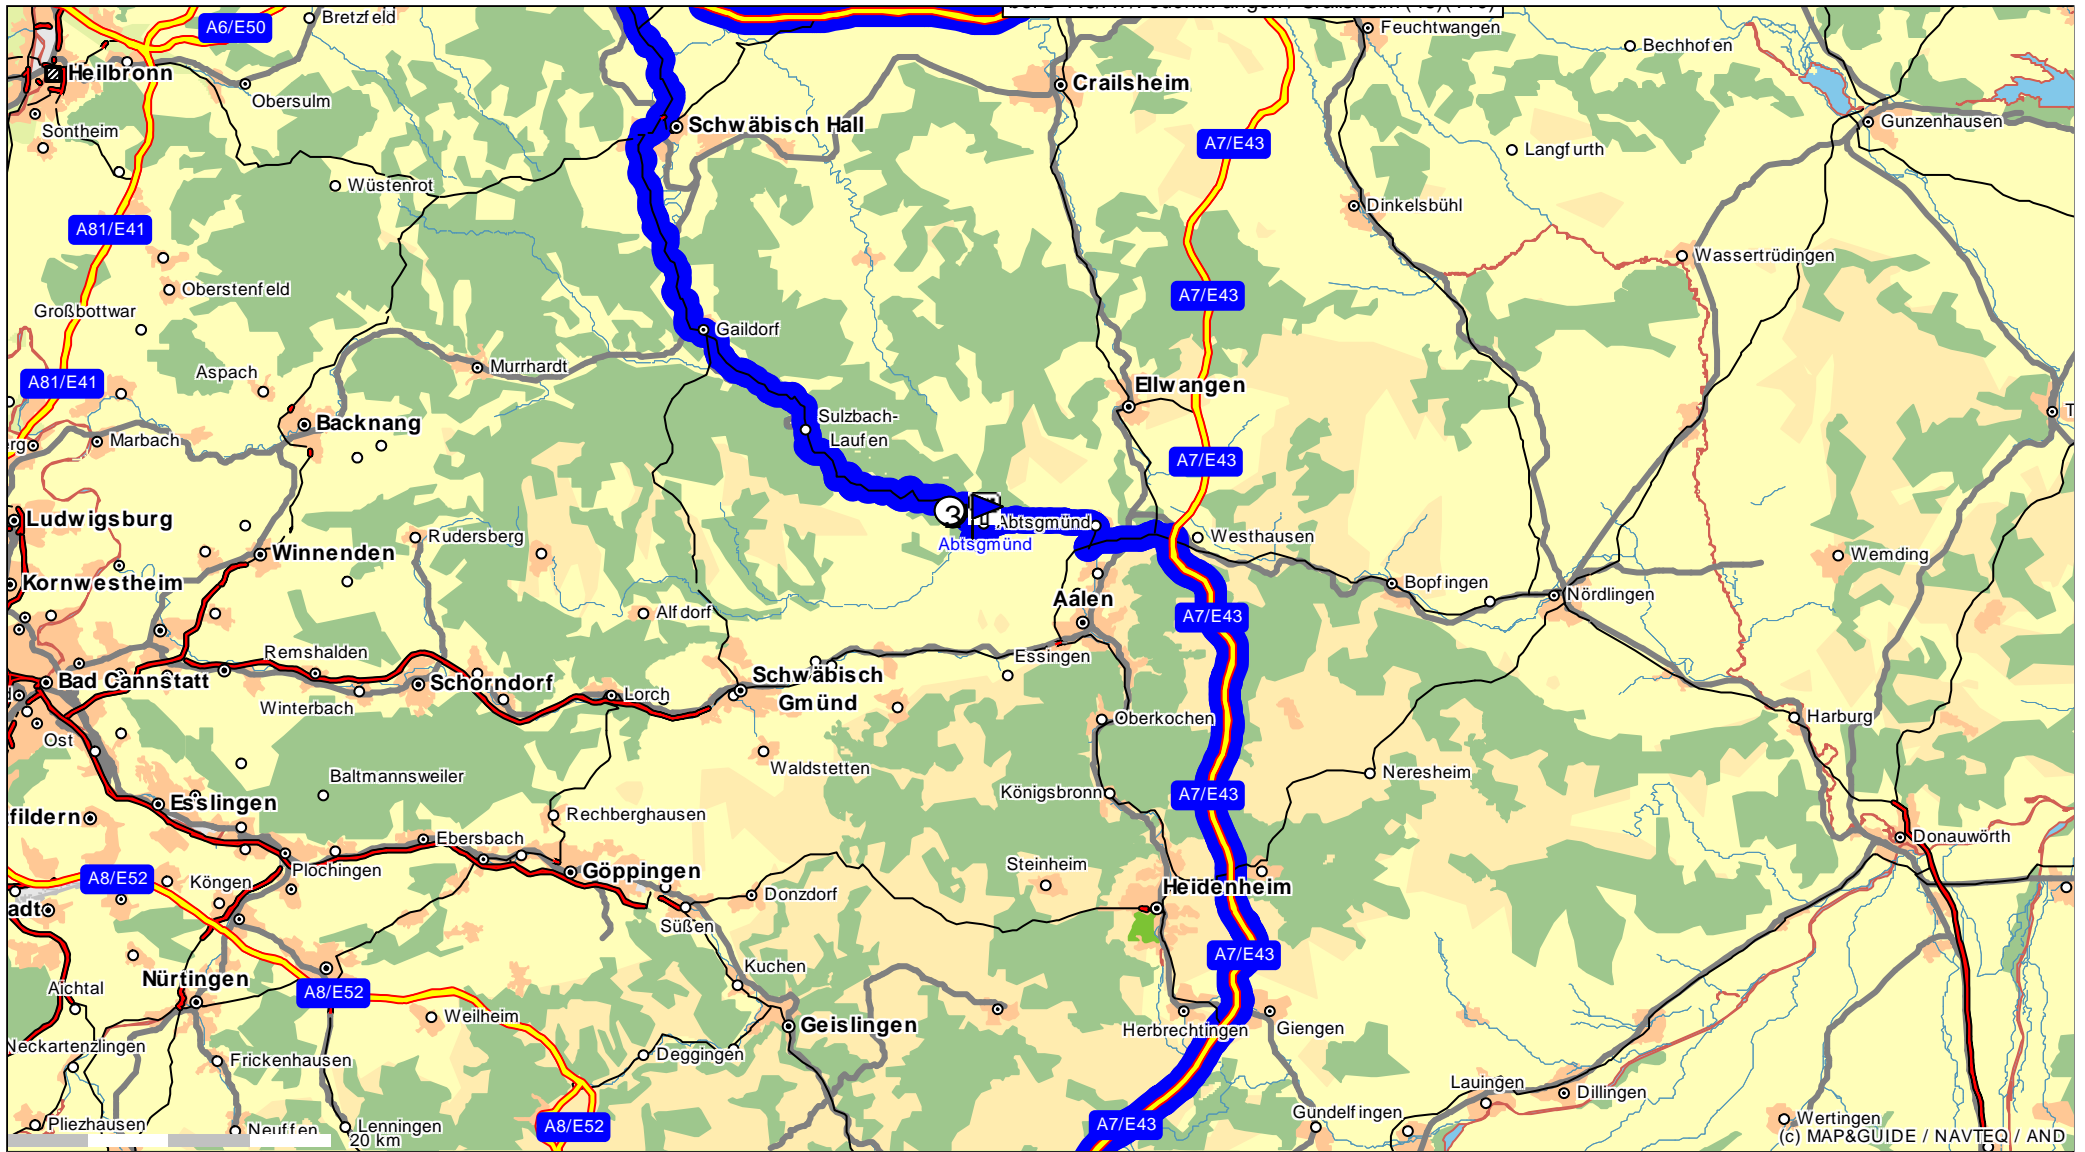 A6/E50
Bretzfeld
Feuchtwangen
Bechhofen
Heilbronn
Obersulm
Crailsheim
Sontheim
Schwäbisch Hall
Gunzenhausen
A7/E43
Langfurth
Wüstenrot
Dinkelsbühl
A81/E41
Wassertrüdingen
Oberstenfeld
A7/E43
Großbottwar
Gaildorf
Murrhardt
Aspach
A81/E41
Ellwangen
Sulzbach-
Laufen
Backnang
Marbach
A7/E43
Ludwigsburg
3
Abtsgmünd
Abtsgmünd
Rudersberg
Westhausen
Winnenden
Wemding
Kornwestheim
Bopfingen
Nördlingen
Aalen
Alfdorf
A7/E43
Remshalden
Essingen
Bad Cannstatt
Schorndorf
Schwäbisch
Gmünd
Lorch
Winterbach
Oberkochen
Harburg
Ost
Waldstetten
Neresheim
Baltmannsweiler
Königsbronn
A7/E43
Esslingen
fildern
Rechberghausen
Ebersbach
Donauwörth
Plochingen
Göppingen
Steinheim
A8/E52
Köngen
Heidenheim
Donzdorf
adt
Süßen
A7/E43
Kuchen
Nürtingen
Aichtal
A8/E52
Weilheim
Geislingen
Herbrechtingen
Giengen
Neckartenzlingen
Frickenhausen
Deggingen
Lauingen
Dillingen
Gundelfingen
Pliezhausen
Neuffen
Lenningen
A8/E52
A7/E43
Wertingen
20 km
(c) MAP&GUIDE / NAVTEQ / AND